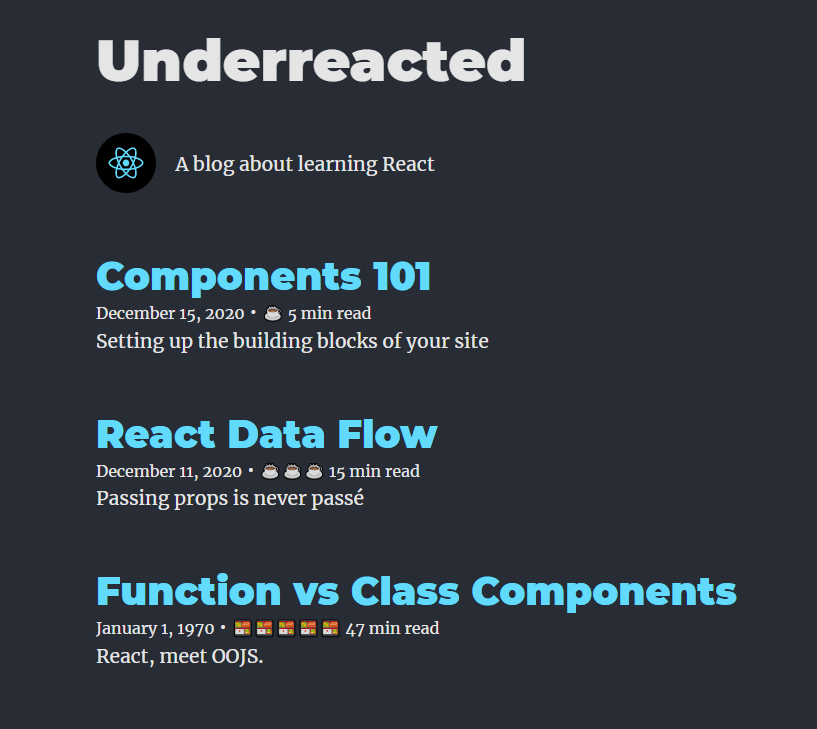 Underreacted
A blog about learning React
Components 101
December 15, 2020 • ☕ 5 min read
Setting up the building blocks of your site
React Data Flow
December 11, 2020 • ☕☕☕ 15 min read
Passing props is never passé
Function vs Class Components
January 1, 1970 • 🍱🍱🍱🍱🍱 47 min read
React, meet OOJS.